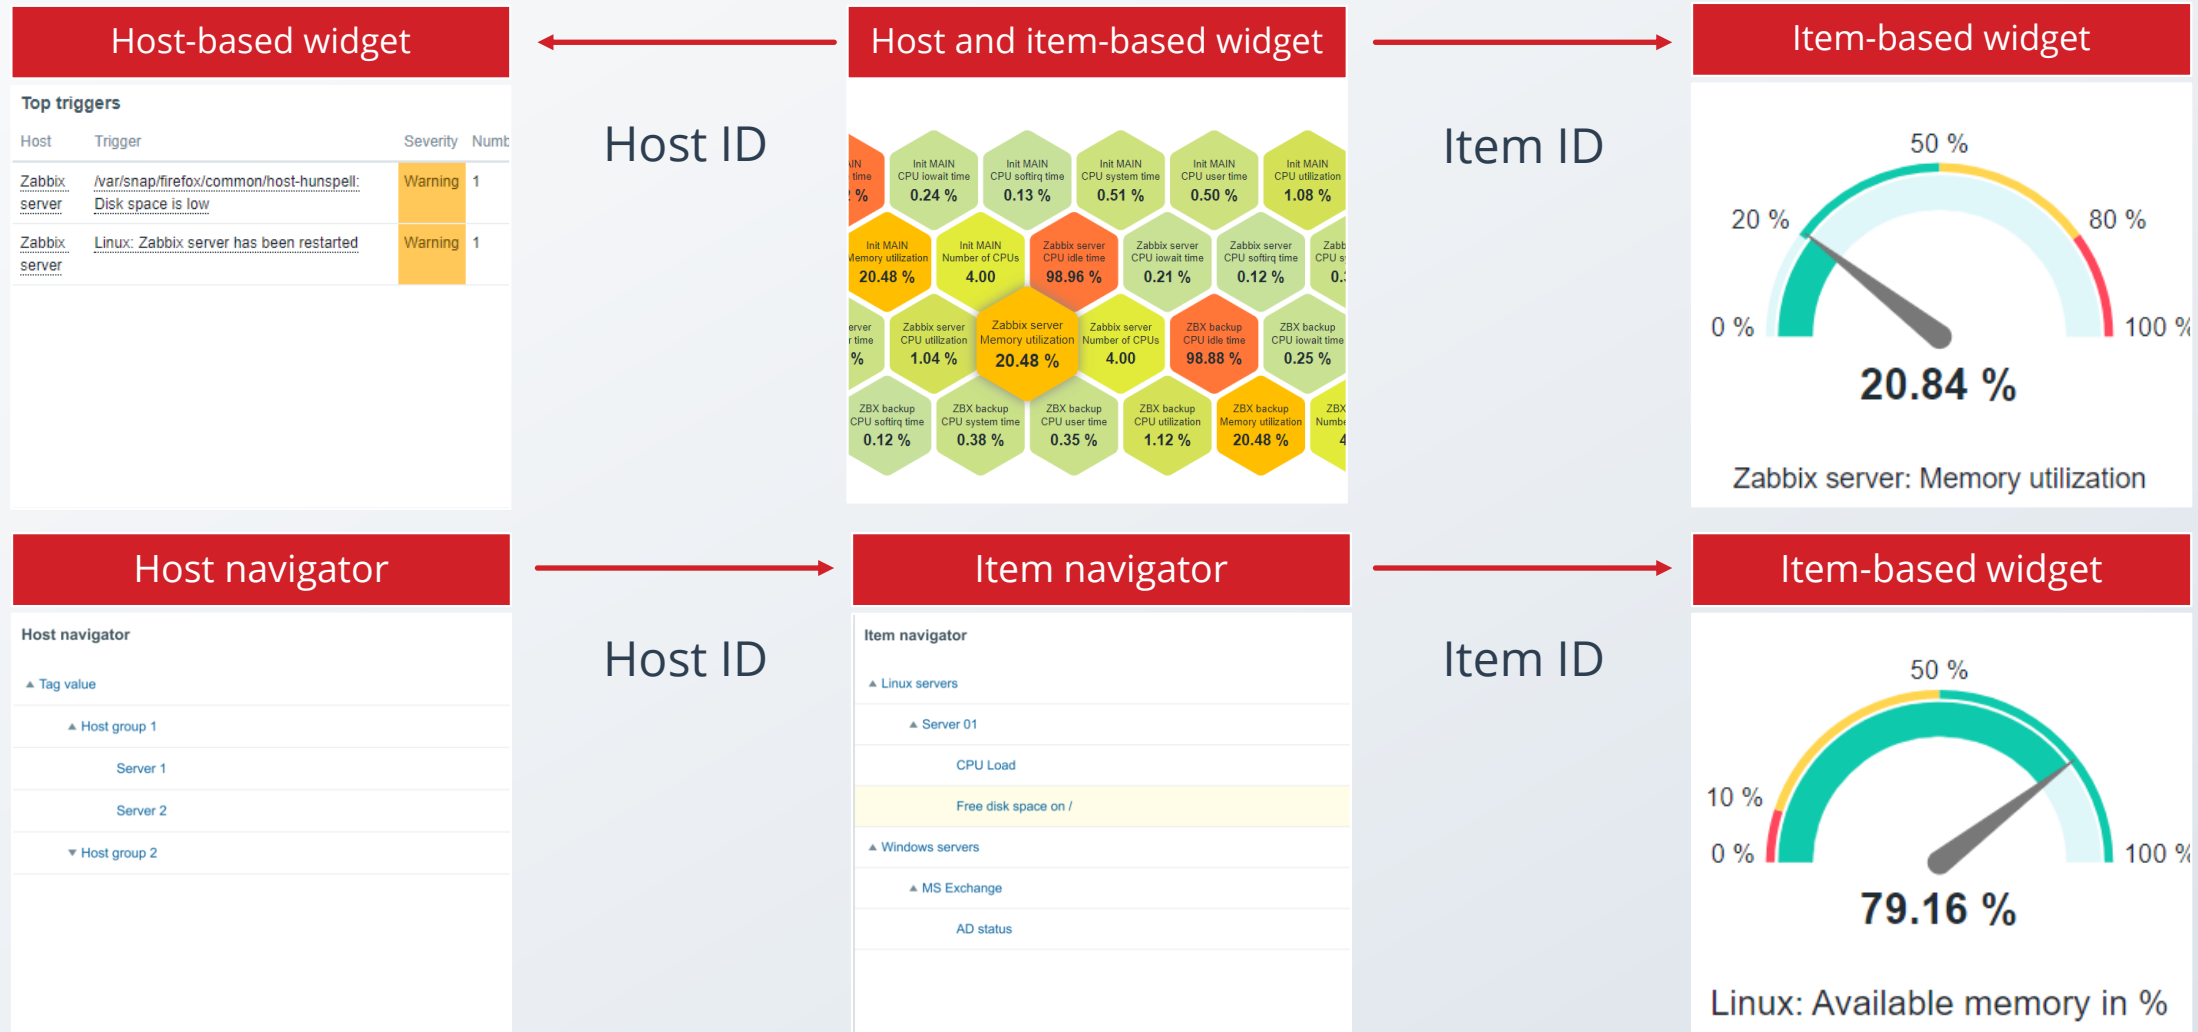 Host-based widget
Host and item-based widget
Item-based widget
Host ID
Item ID
Top triggers
Host Trigger Severity
Zabbix server
/var/snap/firefox/common/host-hunspell:
Disk space is low
Warning 1
Zabbix server
Linux: Zabbix server has been restarted
Warning 1
time
%
Init MAIN
CPU iowait time
0.24 %
Init MAIN
CPU softirq time
0.13 %
Init MAIN
CPU system time
0.51 %
Init MAIN
CPU user time
0.50 %
Init MAIN
CPU utilization
1.08 %
Init MAIN
Memory utilization
20.48 %
Init MAIN
Number of CPUs
4.00
Zabbix server
CPU idle time
98.96 %
Zabbix server
CPU iowait time
0.21 %
Zabbix server
CPU softirq time
0.12 %
time
%
Zabbix server
CPU utilization
1.04 %
Zabbix server
Memory utilization
20.48 %
Zabbix server
Number of CPUs
4.00
ZBX backup
CPU idle time
98.88 %
ZBX backup
CPU iowait time
0.25 %
ZBX backup
CPU softirq time
0.12 %
ZBX backup
CPU system time
0.38 %
ZBX backup
CPU user time
0.35 %
ZBX backup
CPU utilization
1.12 %
ZBX backup
Memory utilization
20.48 %
ZBX
50 %
20 %
80 %
0 %
100 %
20.84 %
Zabbix server: Memory utilization
Host navigator
Item navigator
Item-based widget
Host ID
Item ID
Host navigator
Tag value
Host group 1
Server 1
Server 2
Host group 2
Item navigator
Linux servers
Server 01
CPU Load
Free disk space on /
Windows servers
MS Exchange
AD status
50 %
10 %
0 %
100 %
79.16 %
Linux: Available memory in %